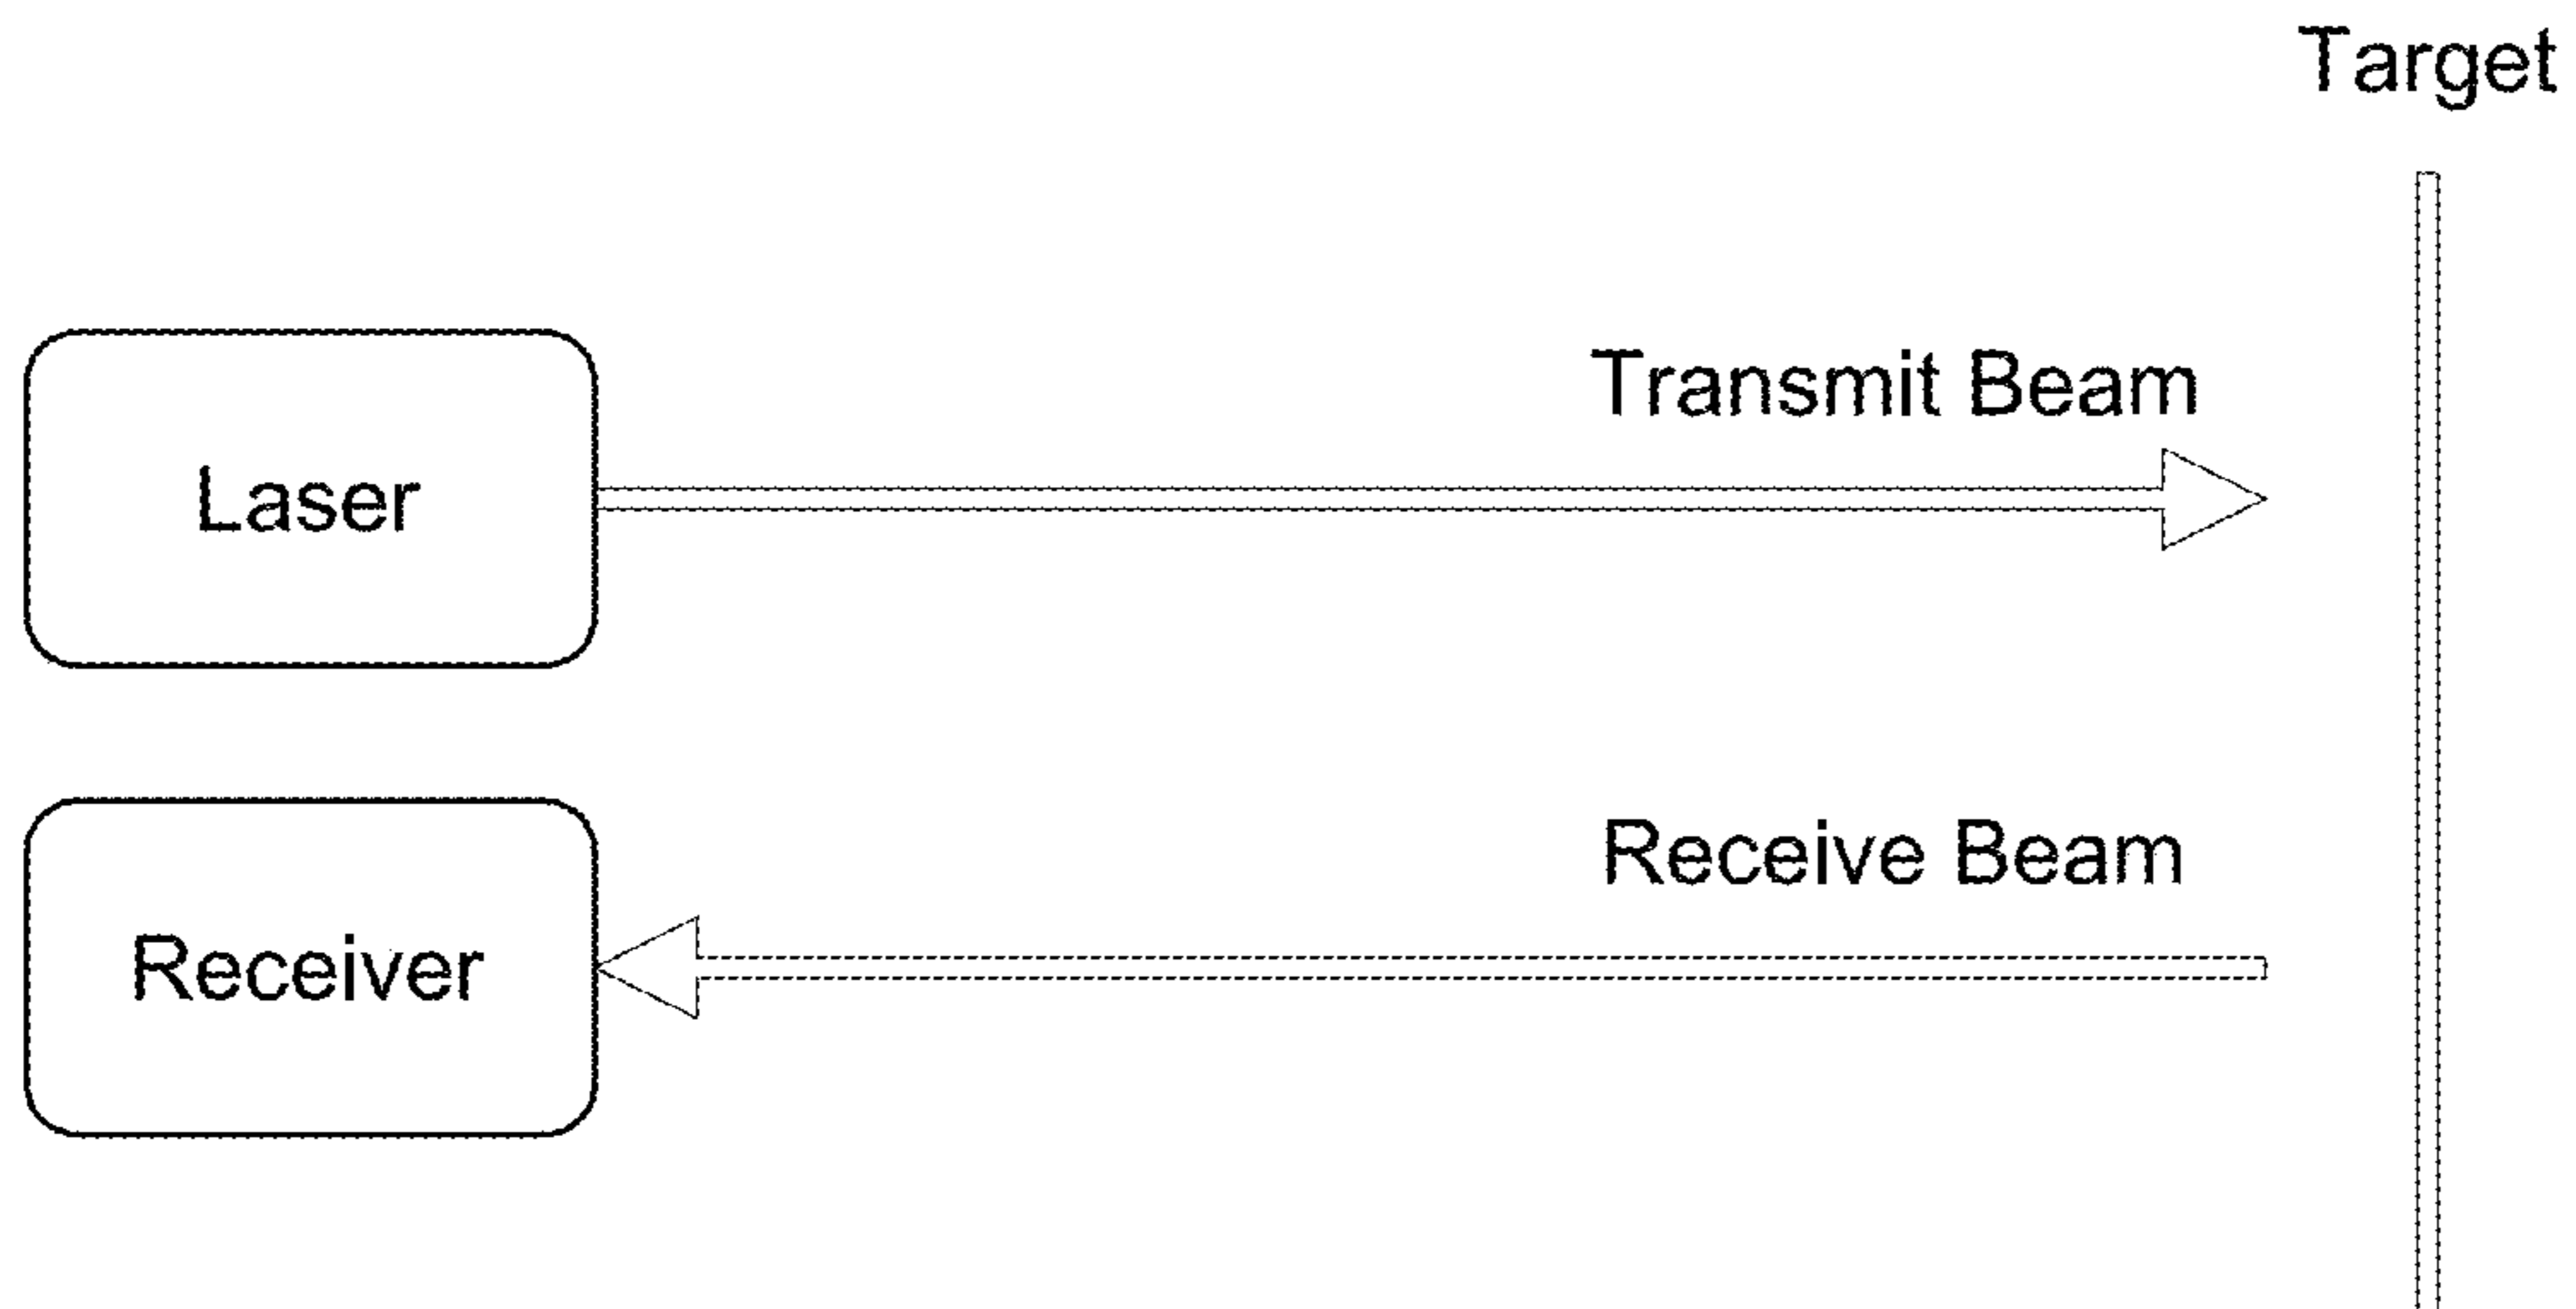 Target
Transmit Beam
Laser
Receive Beam
Receiver